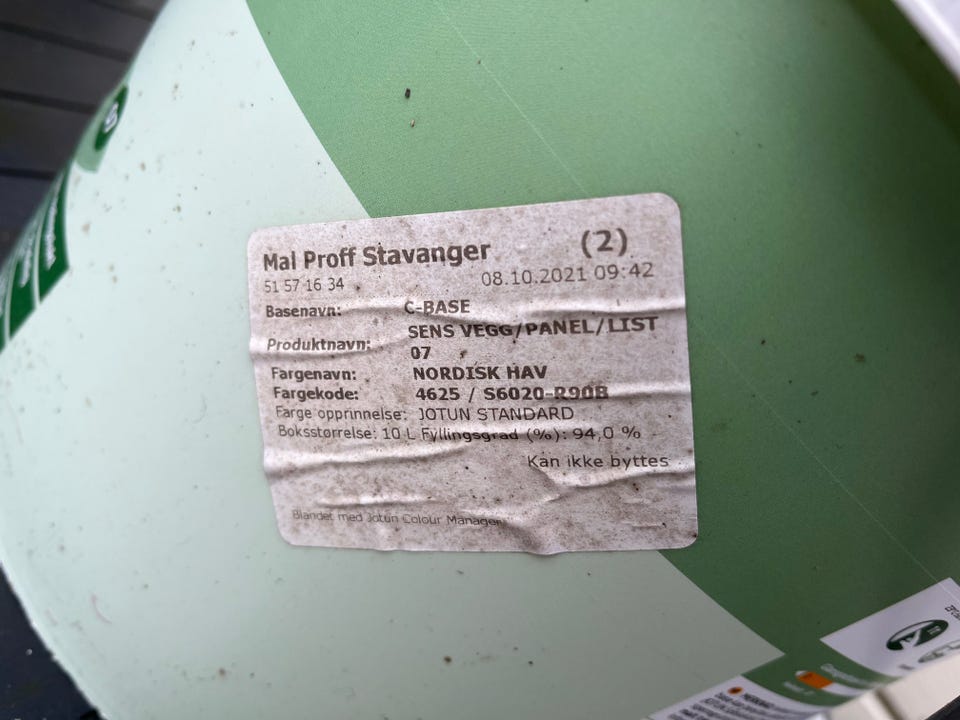 Mal Proff Stavanger (2)
51 57 16 34 08.10.2021 09:42
Basenavn: C-BASE
Produktnavn: SENS VEGG/PANEL/LIST
07
Fargenavn: NORDISK HAV
Fargekode: 4625 / S6020-R90B
Farge opprinnelse: JOTUN STANDARD
Boksstørrelse: 10 L Fyllingsgrad (%): 94,0 %
Kan ikke byttes
Blandet med Jotun Colour Manager